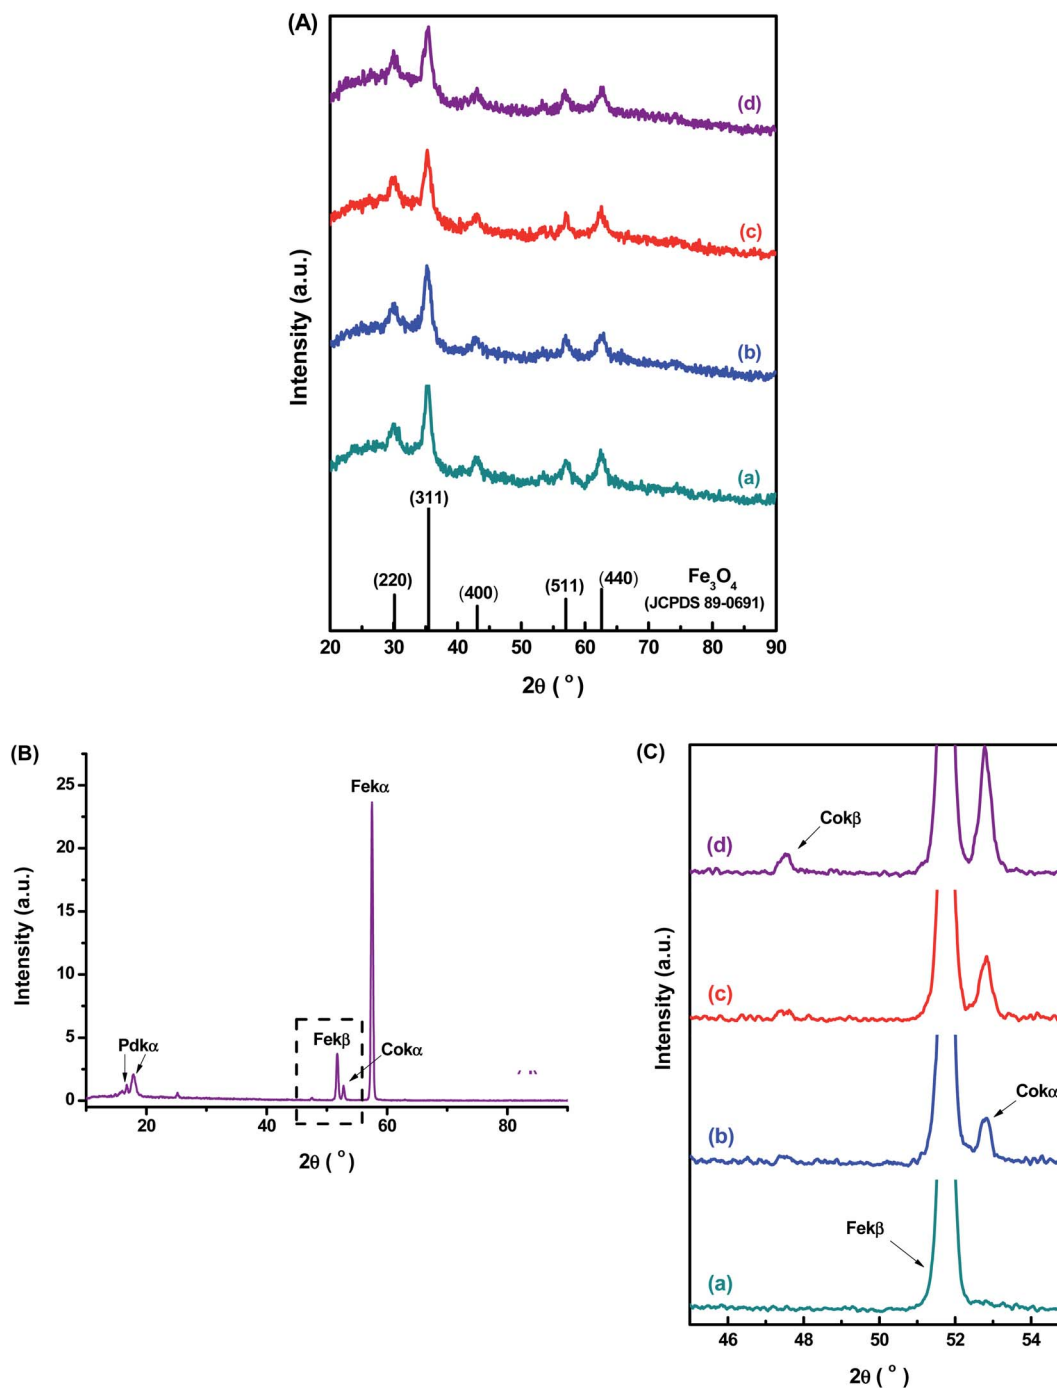 (A)
(d)
(c)
(b)
(a)
Intensity (a.u.)
(311)
(220)
(400)
(511)
(440)
Fe₃O₄
(JCPDS 89-0691)
20 30 40 50 60 70 80 90
2θ ( ° )
(B)
25
20
15
10
5
0
Intensity (a.u.)
Fekα
Pdkα
Fekβ
Cokα
20 40 60 80
2θ ( ° )
(C)
Cokβ
(d)
(c)
(b)
Cokα
Fekβ
(a)
Intensity (a.u.)
46 48 50 52 54
2θ ( ° )